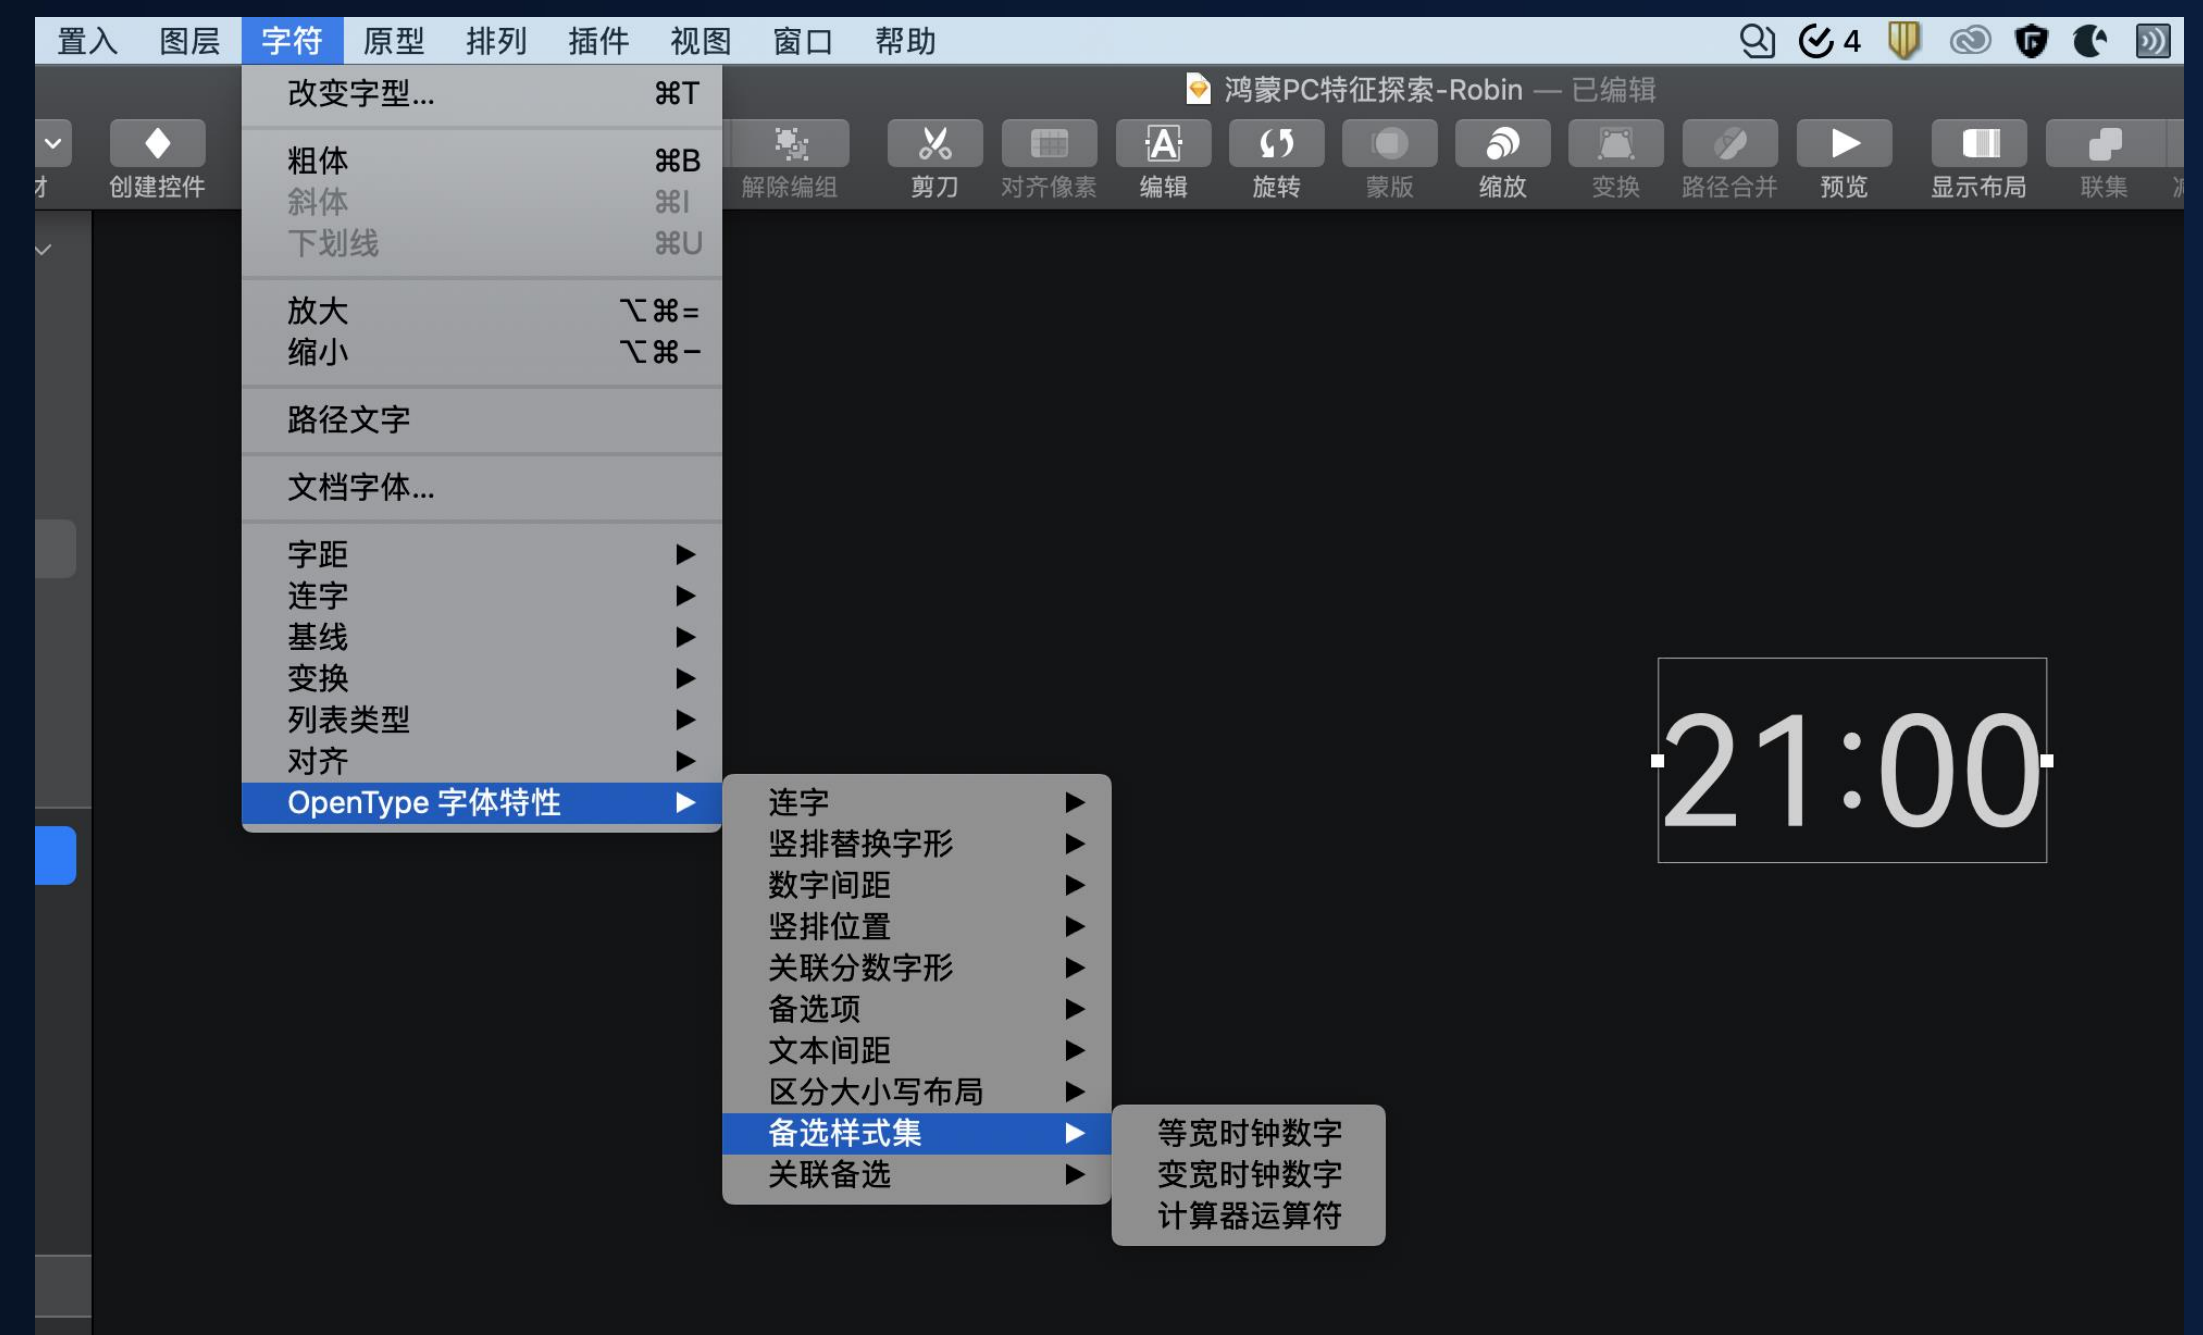 置入 图层 字符 原型 排列 插件 视图 窗口 帮助 4
鸿蒙PC特征探索-Robin — 已编辑
创建控件 解除编组 剪刀 对齐像素 编辑 旋转 蒙版 缩放 变换 路径合并 预览 显示布局 联集
改变字型... ⌘T
粗体 ⌘B
斜体 ⌘I
下划线 ⌘U
放大 ⌥⌘=
缩小 ⌥⌘−
路径文字
文档字体...
字距
连字
基线
变换
列表类型
对齐
OpenType 字体特性
连字
竖排替换字形
数字间距
竖排位置
关联分数字形
备选项
文本间距
区分大小写布局
备选样式集
关联备选
等宽时钟数字
变宽时钟数字
计算器运算符
21:00